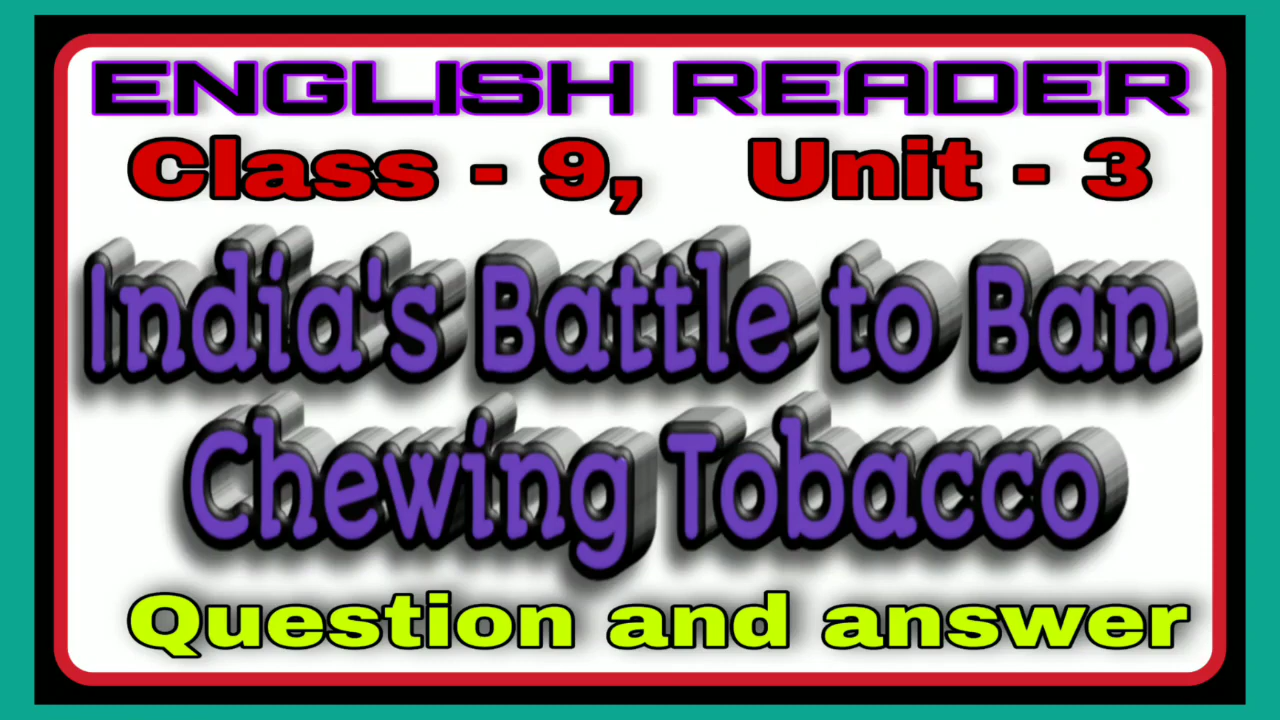 ENGLISH READER
Class - 9, Unit - 3
India's Battle to Ban
Chewing Tobacco
Question and answer